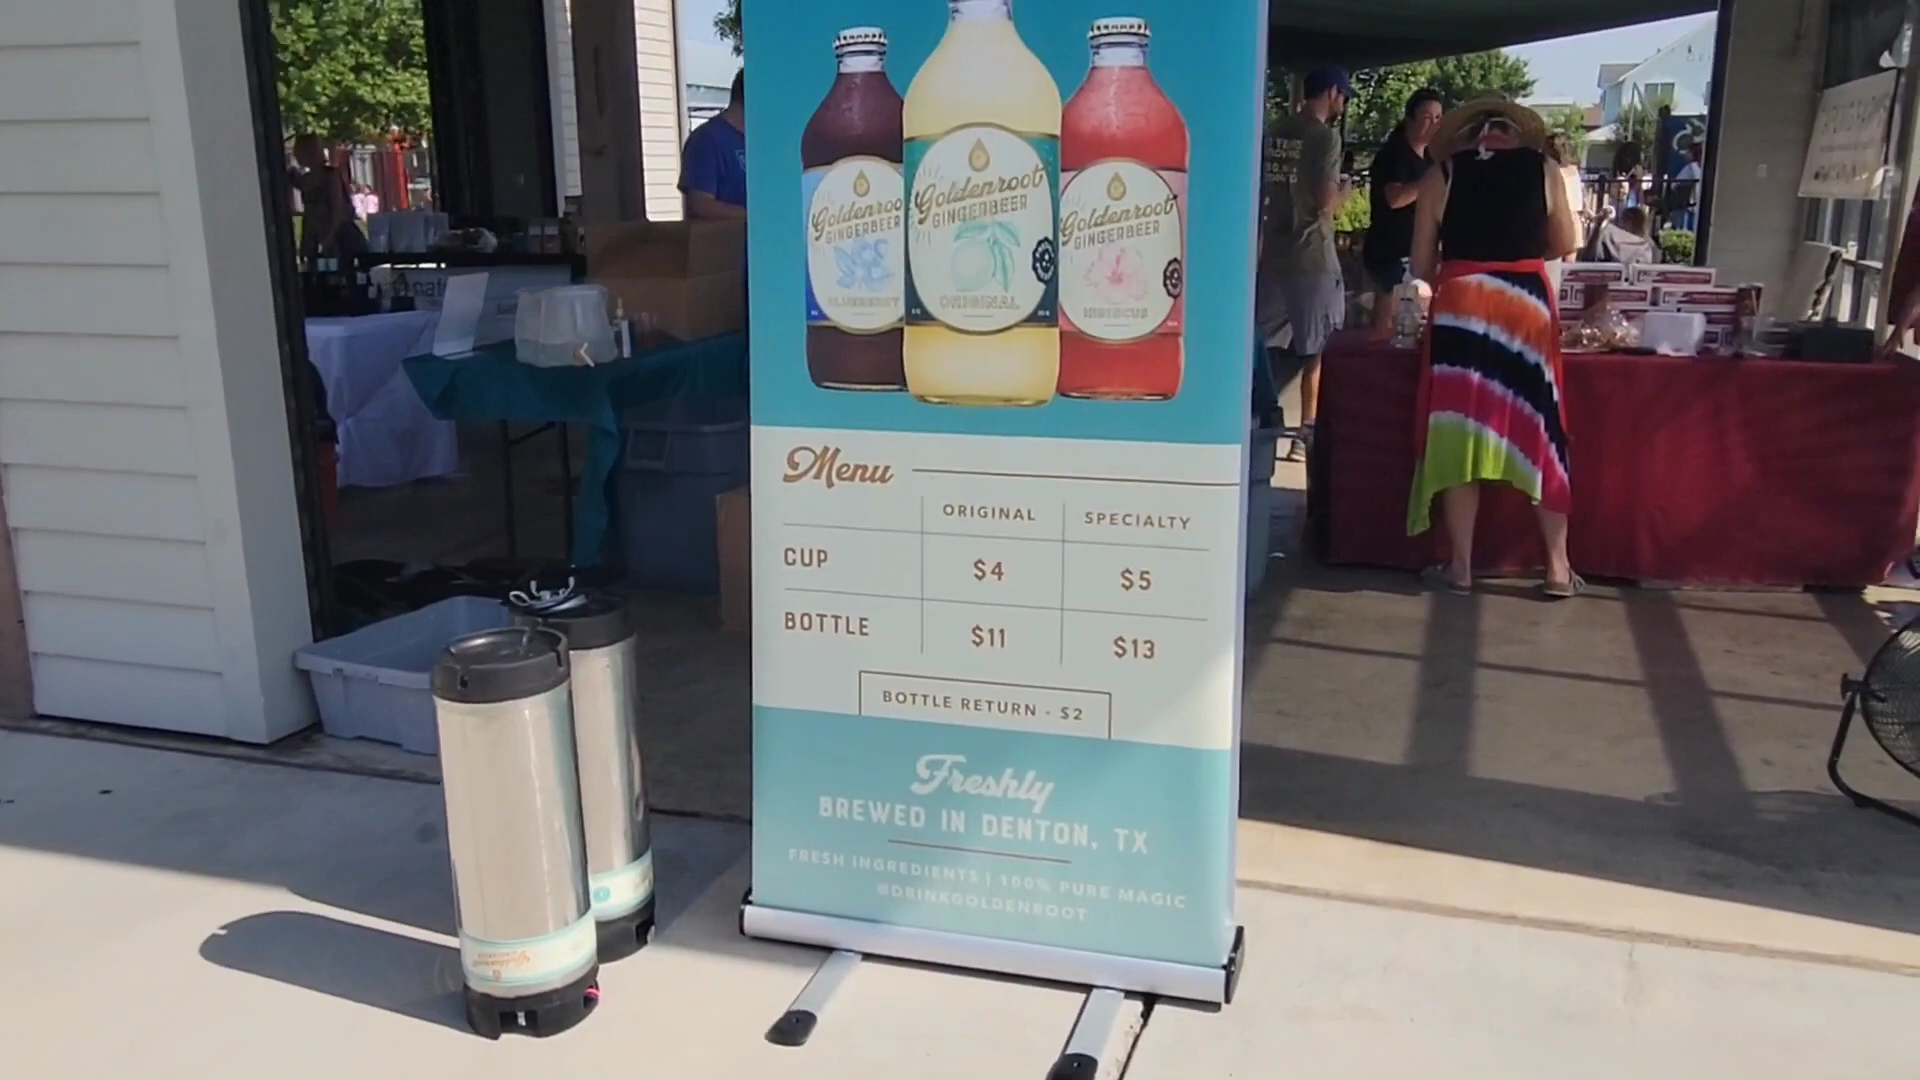 Goldenroo
GINGERBEER
BLUEBERRY
Goldenroot
GINGERBEER
ORIGINAL
Goldenroot
GINGERBEER
HIBISCUS
Menu
ORIGINAL SPECIALTY
CUP $4 $5
BOTTLE $11 $13
BOTTLE RETURN - $2
Freshly
BREWED IN DENTON, TX
FRESH INGREDIENTS | 100% PURE MAGIC
@DRINKGOLDENROOT